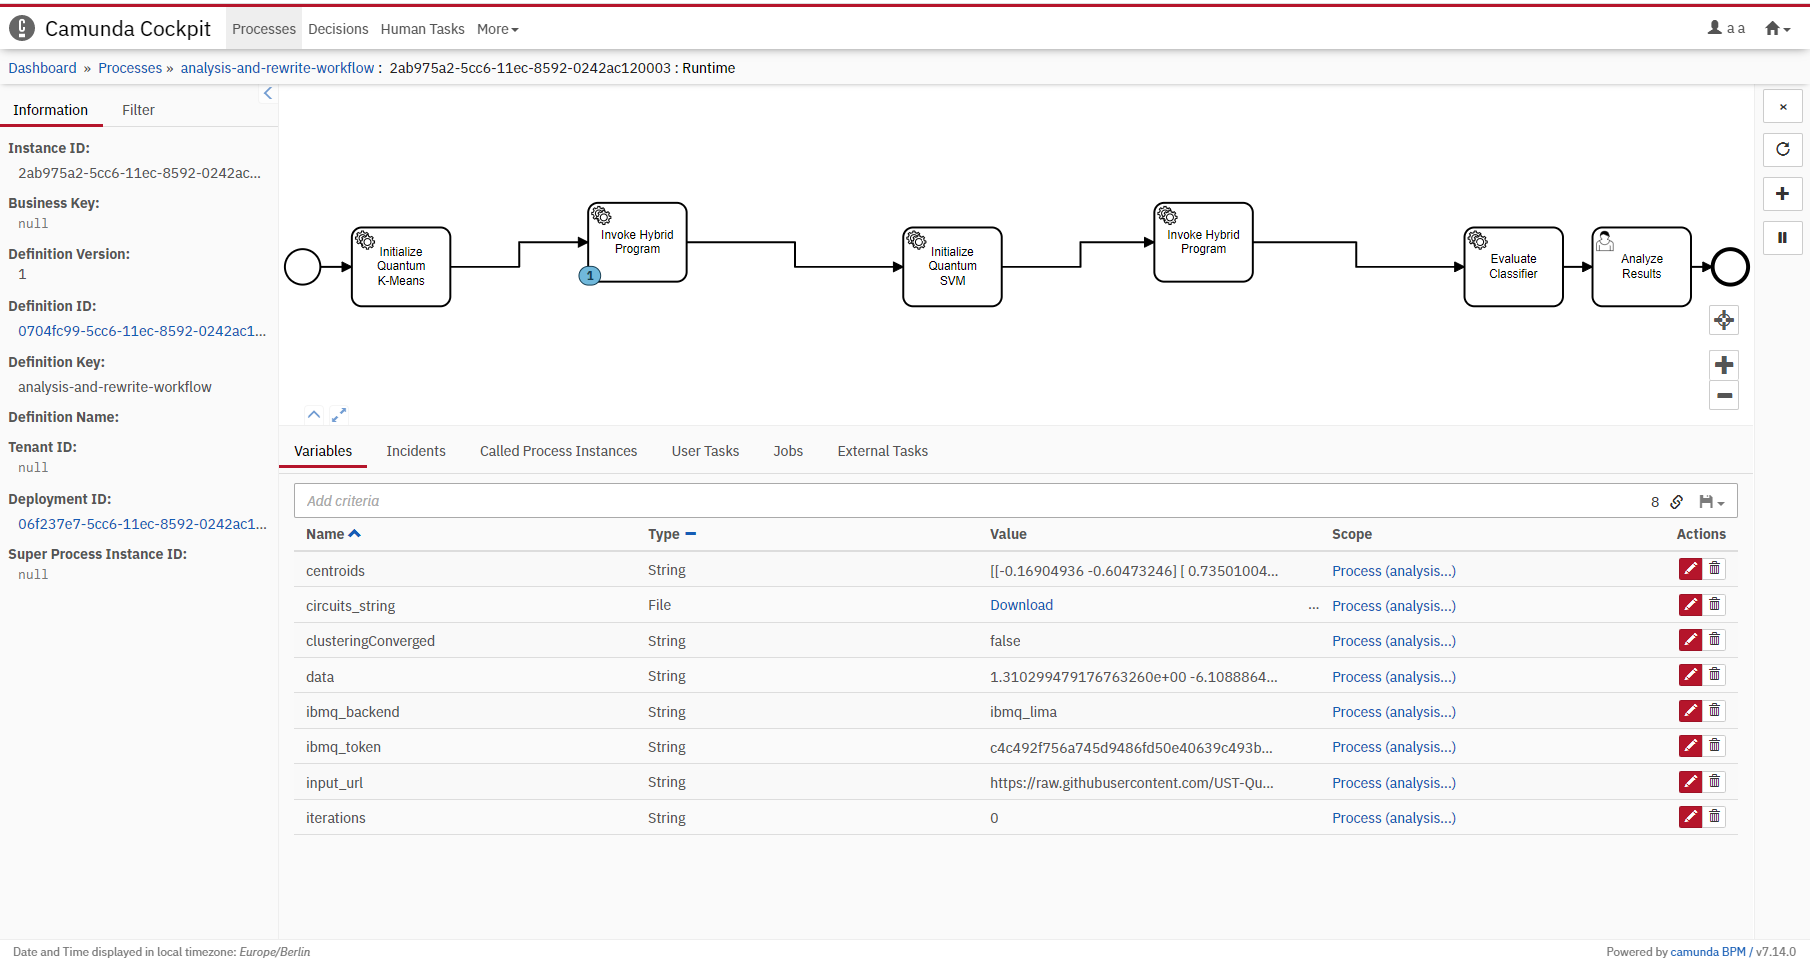 Camunda Cockpit Processes Decisions Human Tasks More a a
Dashboard » Processes » analysis-and-rewrite-workflow : 2ab975a2-5cc6-11ec-8592-0242ac120003 : Runtime
Information Filter
Instance ID:
2ab975a2-5cc6-11ec-8592-0242ac...
Business Key:
null
Definition Version:
1
Definition ID:
0704fc99-5cc6-11ec-8592-0242ac1...
Definition Key:
analysis-and-rewrite-workflow
Definition Name:
Tenant ID:
null
Deployment ID:
06f237e7-5cc6-11ec-8592-0242ac1...
Super Process Instance ID:
null
Initialize
Quantum
K-Means
Invoke Hybrid
Program
1
Initialize
Quantum
SVM
Invoke Hybrid
Program
Evaluate
Classifier
Analyze
Results
Variables Incidents Called Process Instances User Tasks Jobs External Tasks
Add criteria 8
Name Type Value Scope Actions
centroids String [[-0.16904936 -0.60473246] [ 0.73501004... Process (analysis...)
circuits_string File Download ... Process (analysis...)
clusteringConverged String false Process (analysis...)
data String 1.310299479176763260e+00 -6.1088864... Process (analysis...)
ibmq_backend String ibmq_lima Process (analysis...)
ibmq_token String c4c492f756a745d9486fd50e40639c493b... Process (analysis...)
input_url String https://raw.githubusercontent.com/UST-Qu... Process (analysis...)
iterations String 0 Process (analysis...)
Date and Time displayed in local timezone: Europe/Berlin
Powered by camunda BPM / v7.14.0